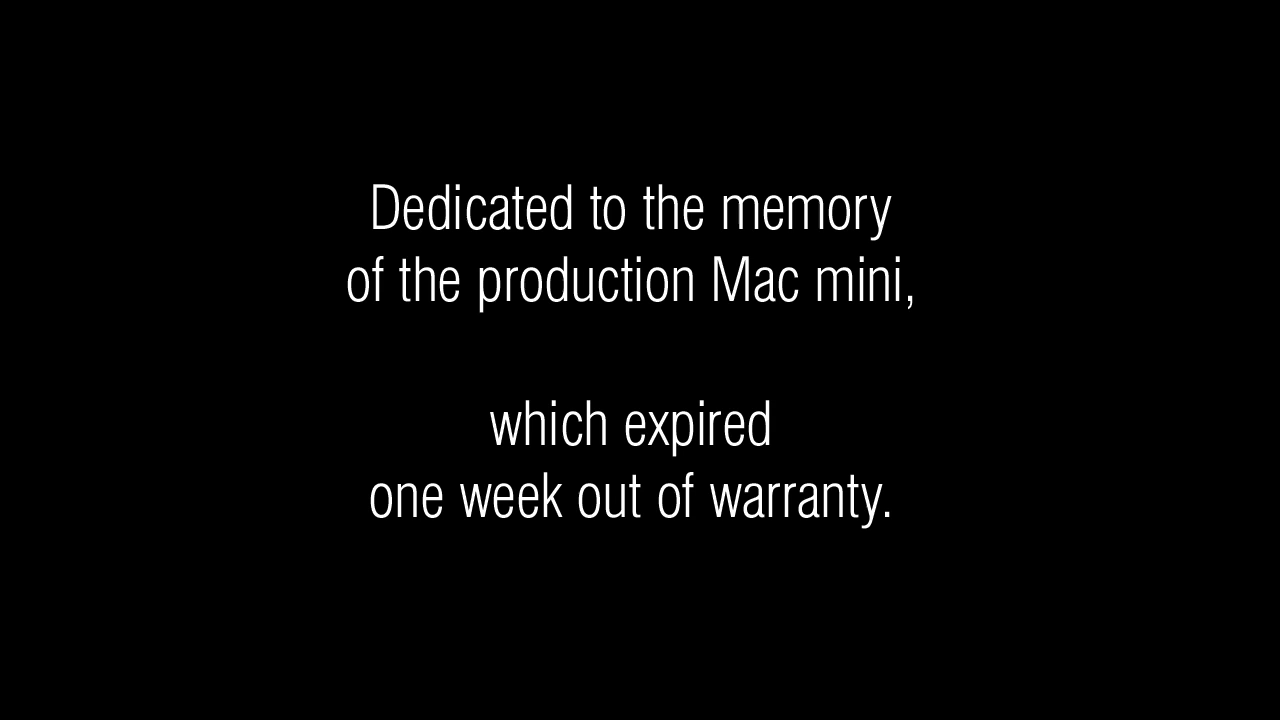 Dedicated to the memory
of the production Mac mini,
which expired
one week out of warranty.